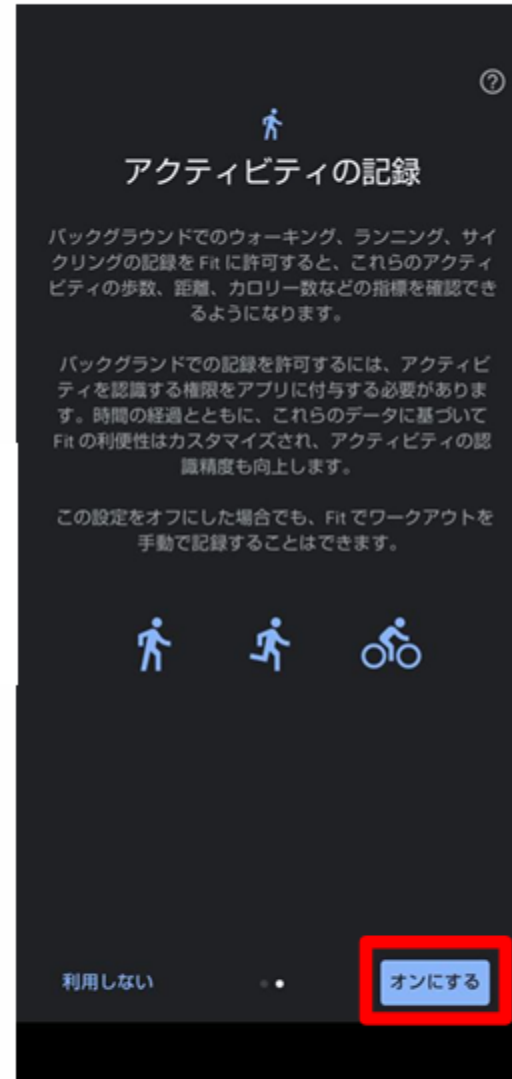 アクティビティの記録
バックグラウンドでのウォーキング、ランニング、サイ
クリングの記録を Fit に許可すると、これらのアクティ
ビティの歩数、距離、カロリー数などの指標を確認でき
るようになります。
バックグランドでの記録を許可するには、アクティビ
ティを認識する権限をアプリに付与する必要がありま
す。時間の経過とともに、これらのデータに基づいて
Fit の利便性はカスタマイズされ、アクティビティの認
識精度も向上します。
この設定をオフにした場合でも、Fit でワークアウトを
手動で記録することはできます。
利用しない
オンにする